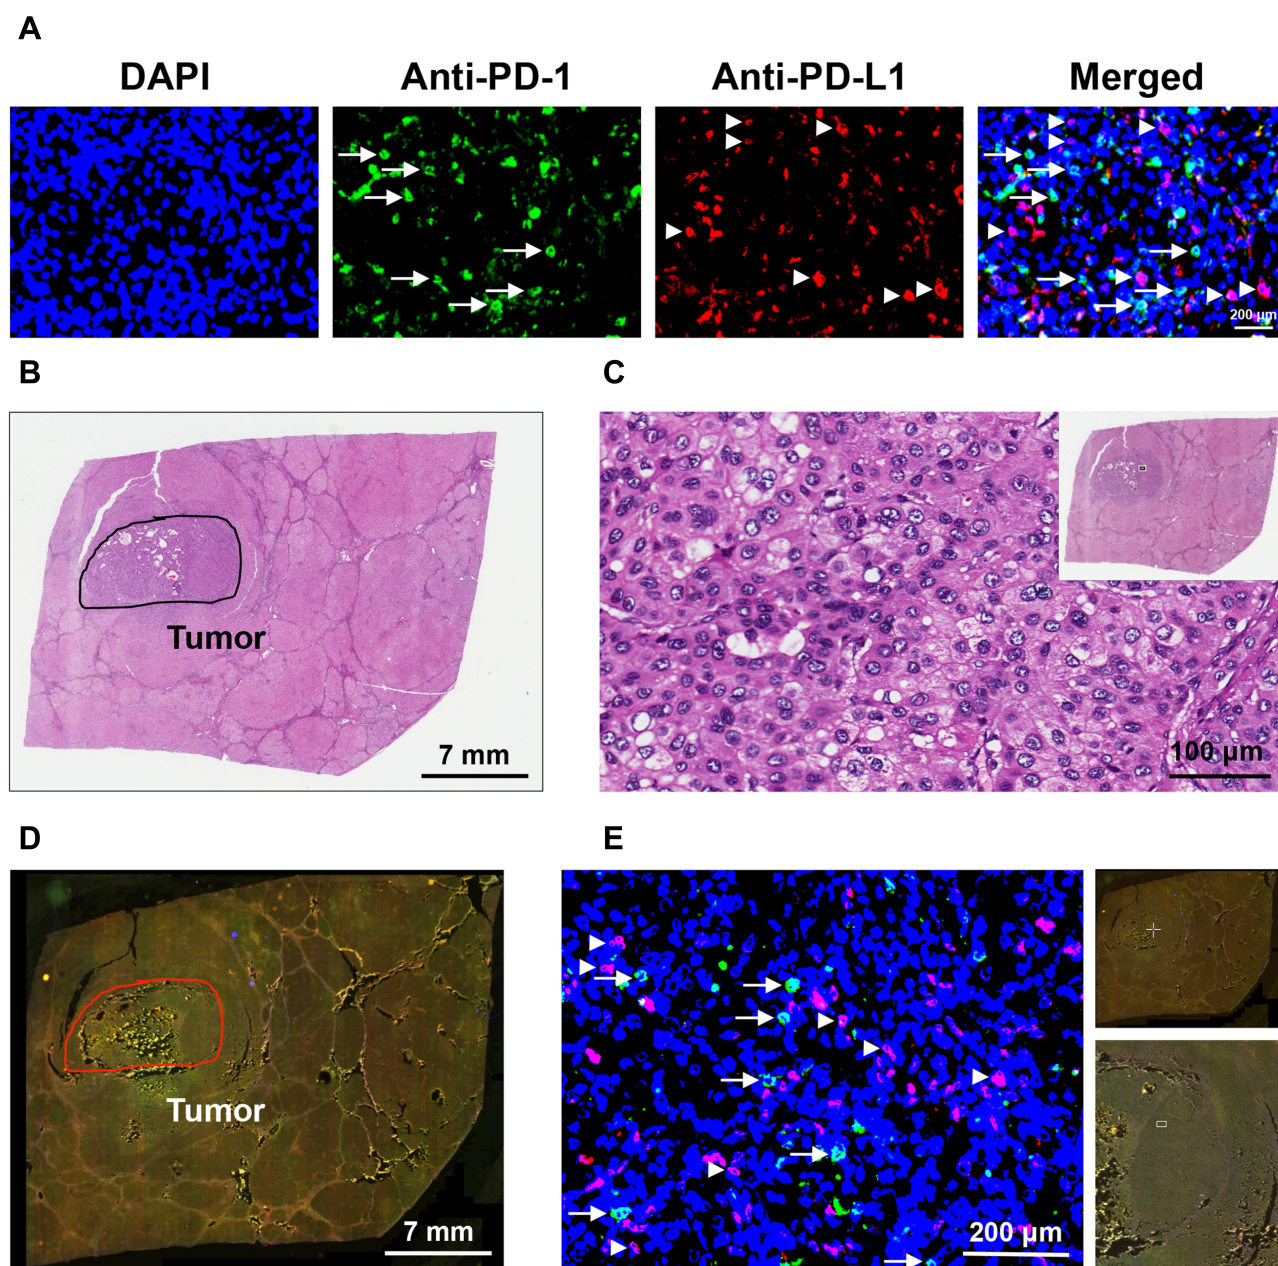 A
DAPI
Anti-PD-1
Anti-PD-L1
Merged
200 µm
B
C
Tumor
7 mm
100 µm
D
E
Tumor
7 mm
200 µm